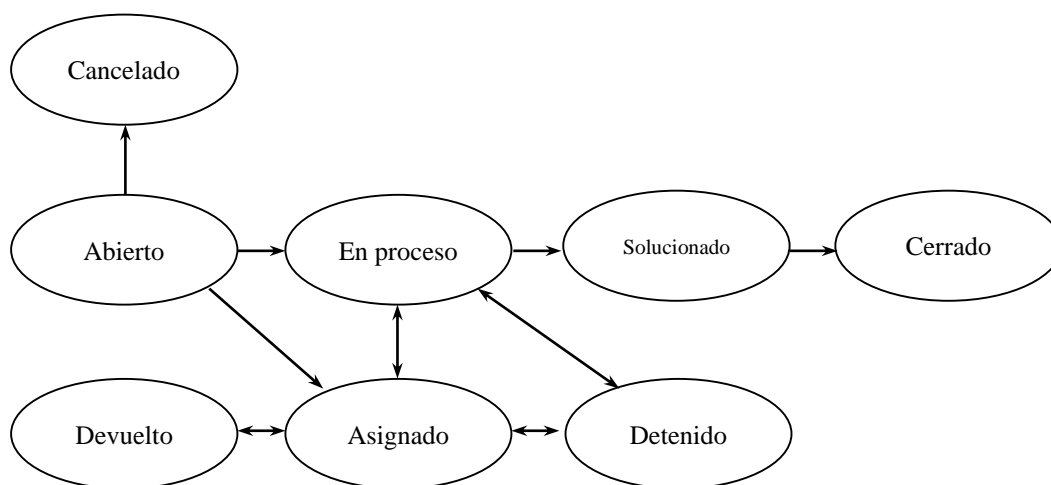 Cancelado
Abierto
En proceso
Solucionado
Cerrado
Devuelto
Asignado
Detenido